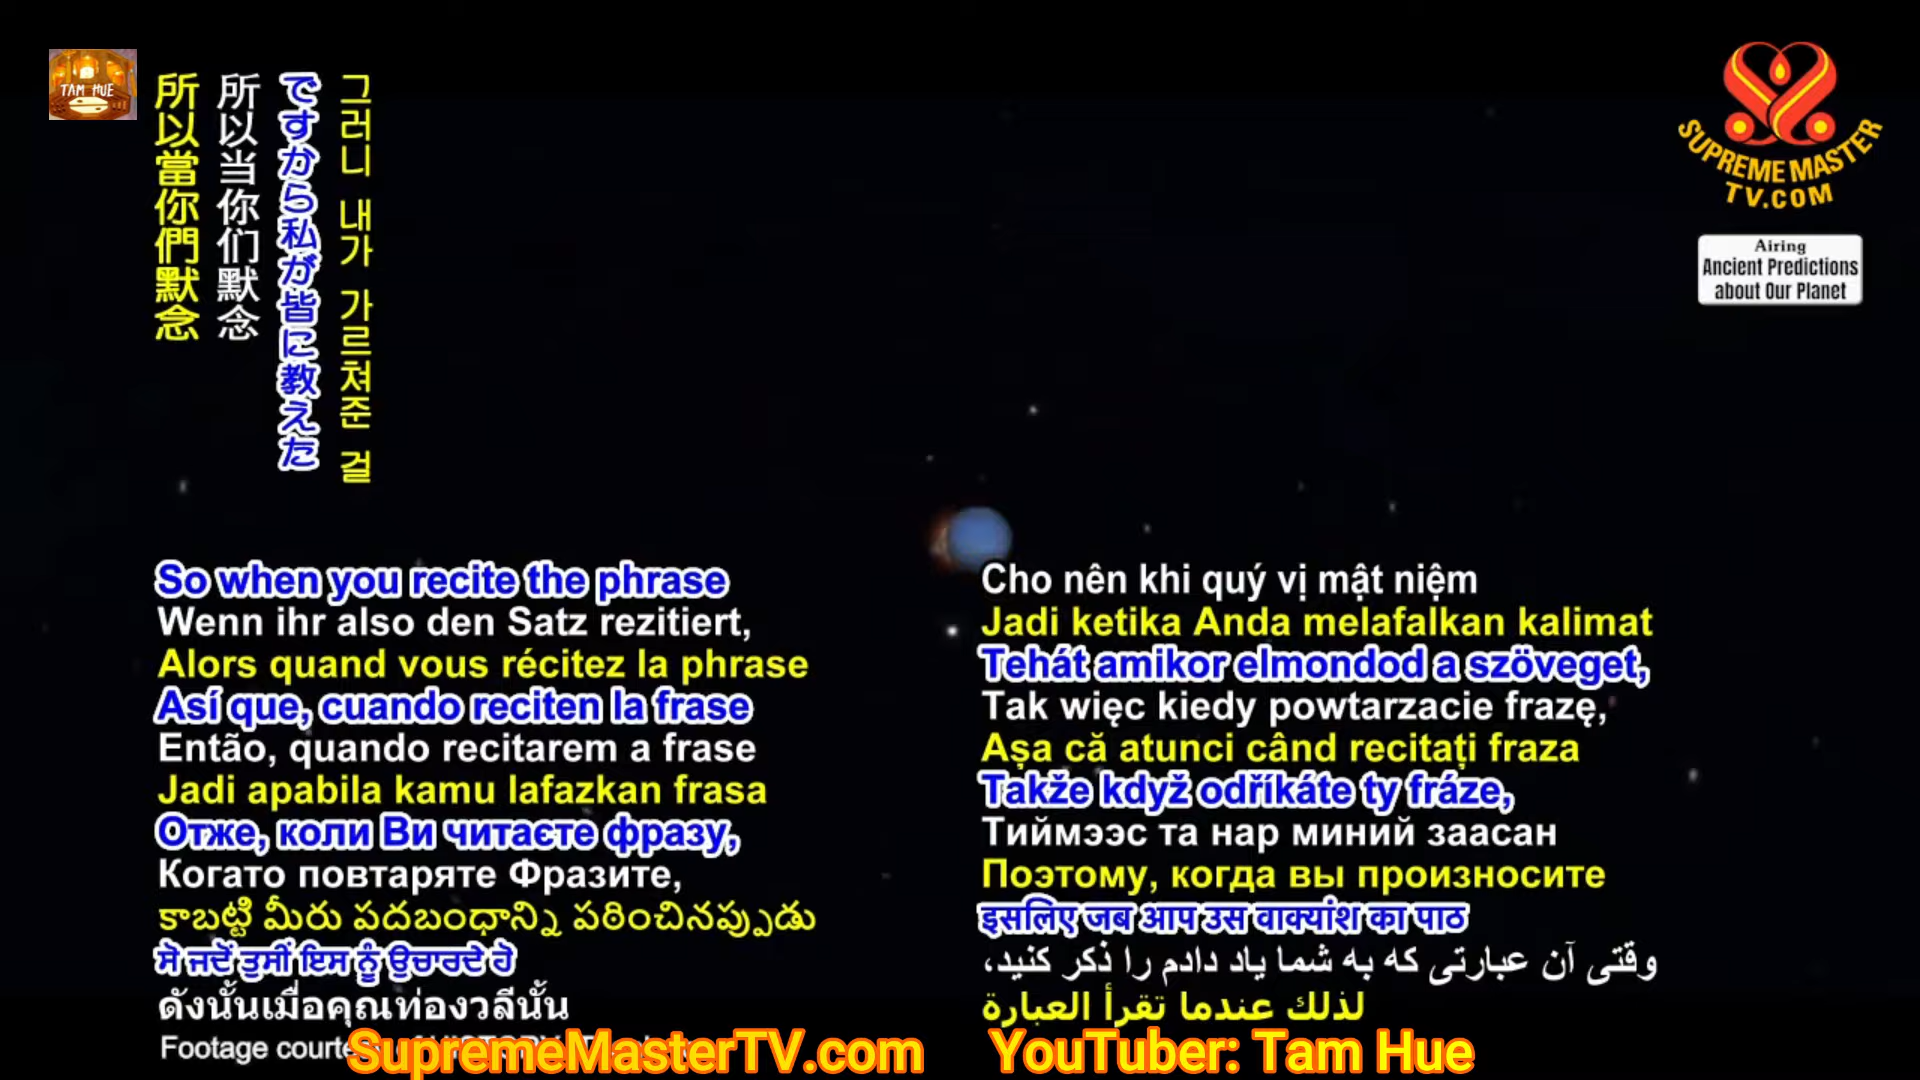 TAM HUE
所以當你們默念
所以当你们默念
ですから私が皆に教えた
그러니 내가 가르쳐준 걸
SUPREME MASTER
TV.COM
Airing
Ancient Predictions
about Our Planet
So when you recite the phrase
Wenn ihr also den Satz rezitiert,
Alors quand vous récitez la phrase
Así que, cuando reciten la frase
Então, quando recitarem a frase
Jadi apabila kamu lafazkan frasa
Отже, коли Ви читаєте фразу,
Когато повтаряте Фразите,
కాబట్టి మీరు పదబంధాన్ని పఠించినప్పుడు
ਸੋ ਜਦੋਂ ਤੁਸੀਂ ਇਸ ਨੂੰ ਉਚਾਰਦੇ ਹੋ
ดังนั้นเมื่อคุณท่องวลีนั้น
Cho nên khi quý vị mật niệm
Jadi ketika Anda melafalkan kalimat
Tehát amikor elmondod a szöveget,
Tak więc kiedy powtarzacie frazę,
Așa că atunci când recitați fraza
Takže když odříkáte ty fráze,
Тиймээс та нар миний заасан
Поэтому, когда вы произносите
इसलिए जब आप उस वाक्यांश का पाठ
وقتی آن عبارتی که به شما یاد دادم را ذکر کنید،
لذلك عندما تقرأ العبارة
Footage
SupremeMasterTV.com
YouTuber: Tam Hue